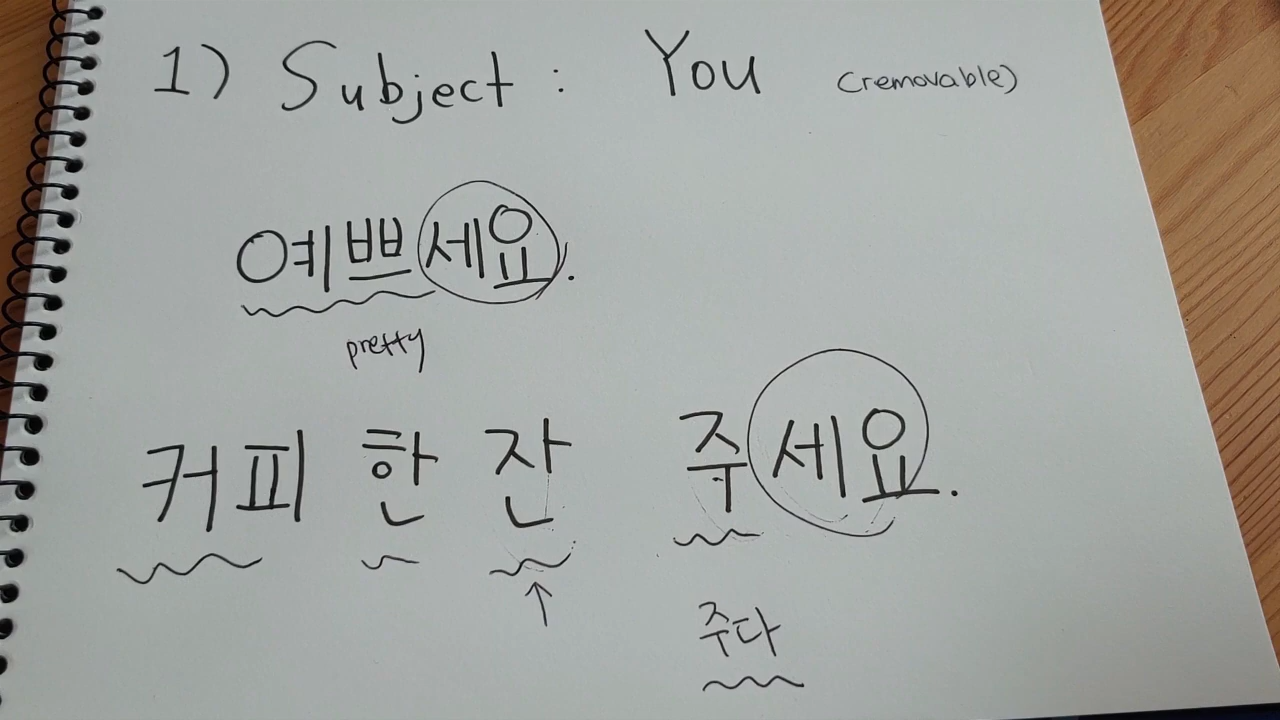 1) Subject : You (removable)
예쁘세요.
pretty
커피 한 잔 주세요.
주다